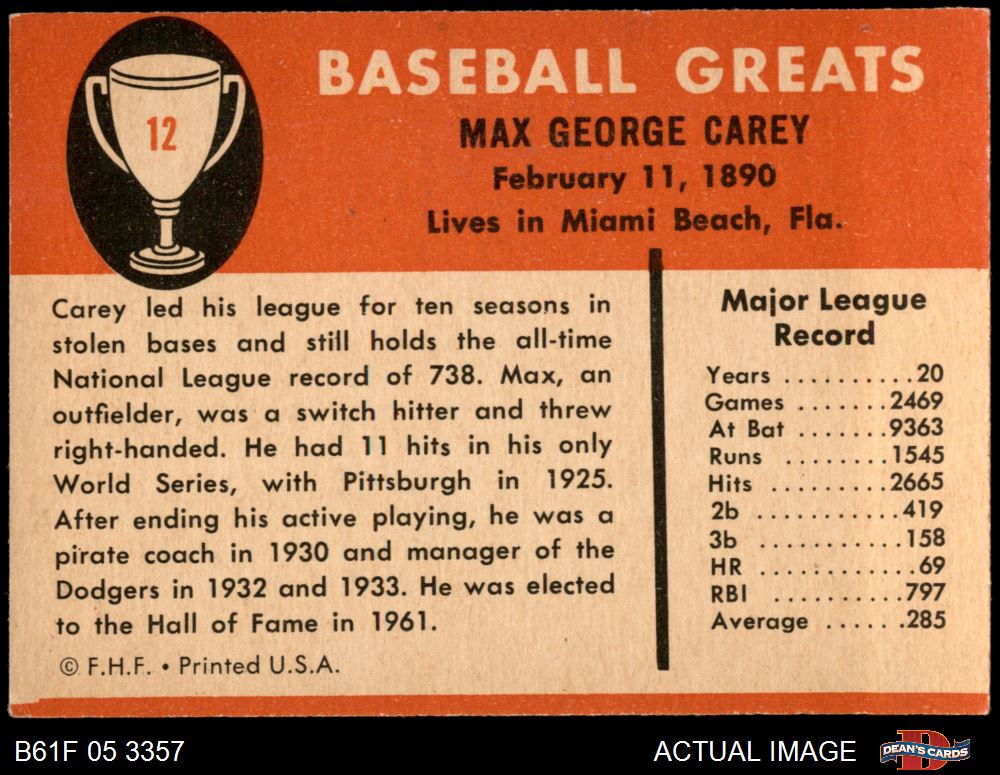 12
BASEBALL GREATS
MAX GEORGE CAREY
February 11, 1890
Lives in Miami Beach, Fla.
Carey led his league for ten seasons in
stolen bases and still holds the all-time
National League record of 738. Max, an
outfielder, was a switch hitter and threw
right-handed. He had 11 hits in his only
World Series, with Pittsburgh in 1925.
After ending his active playing, he was a
pirate coach in 1930 and manager of the
Dodgers in 1932 and 1933. He was elected
to the Hall of Fame in 1961.
© F.H.F. • Printed U.S.A.
Major League
Record
Years ..........20
Games .......2469
At Bat .......9363
Runs ........1545
Hits .........2665
2b ...........419
3b ...........158
HR ............69
RBI ..........797
Average ......285
B61F 05 3357
ACTUAL IMAGE
DEAN'S CARDS